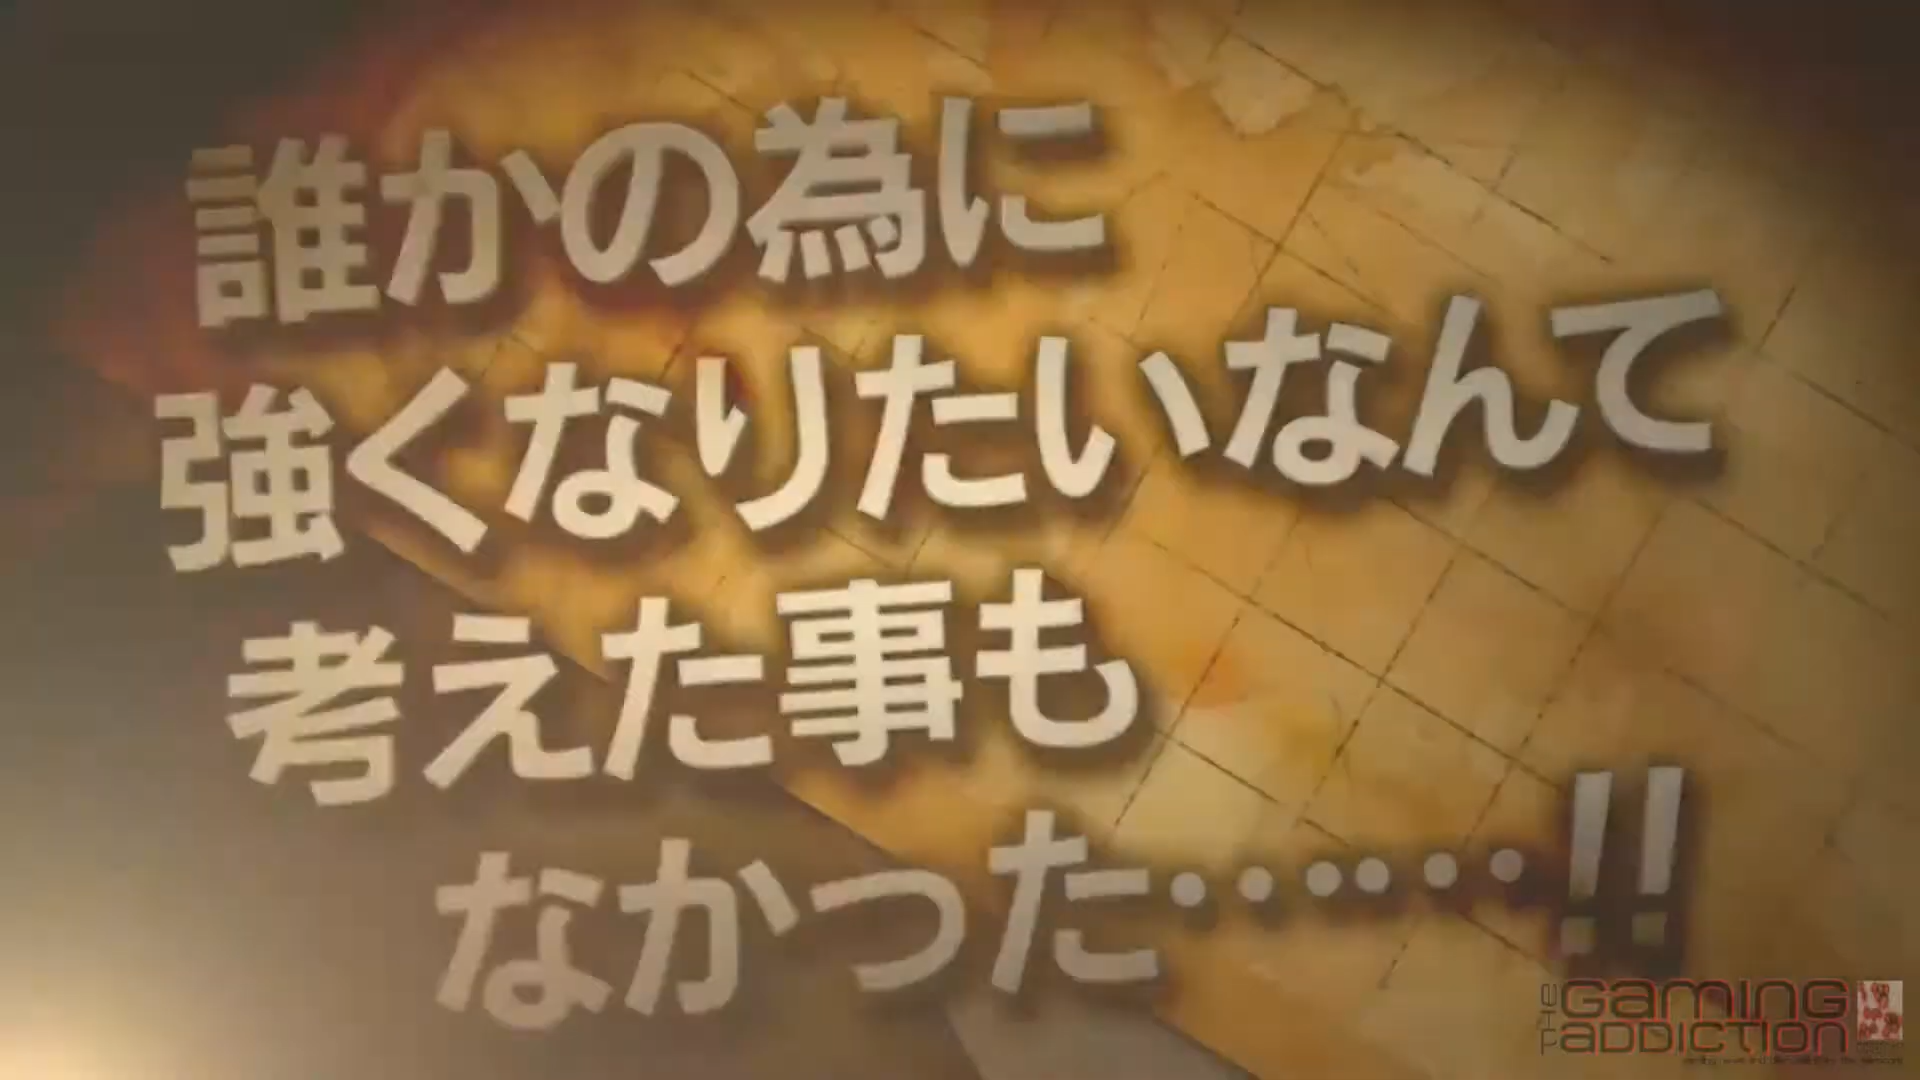 誰かの為に
強くなりたいなんて
考えた事も
なかった……!!
THE GAMING ADDICTION